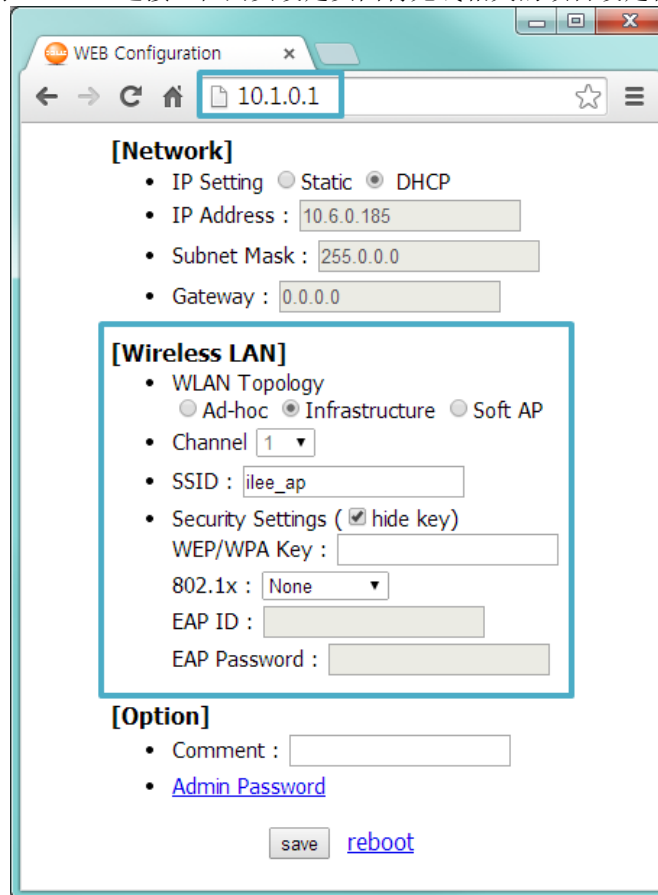 WEB Configuration
10.1.0.1
[Network]
• IP Setting Static DHCP
• IP Address : 10.6.0.185
• Subnet Mask : 255.0.0.0
• Gateway : 0.0.0.0
[Wireless LAN]
• WLAN Topology
Ad-hoc Infrastructure Soft AP
• Channel 1
• SSID : ilee_ap
• Security Settings ( hide key)
WEP/WPA Key :
802.1x : None
EAP ID :
EAP Password :
[Option]
• Comment :
• Admin Password
save reboot